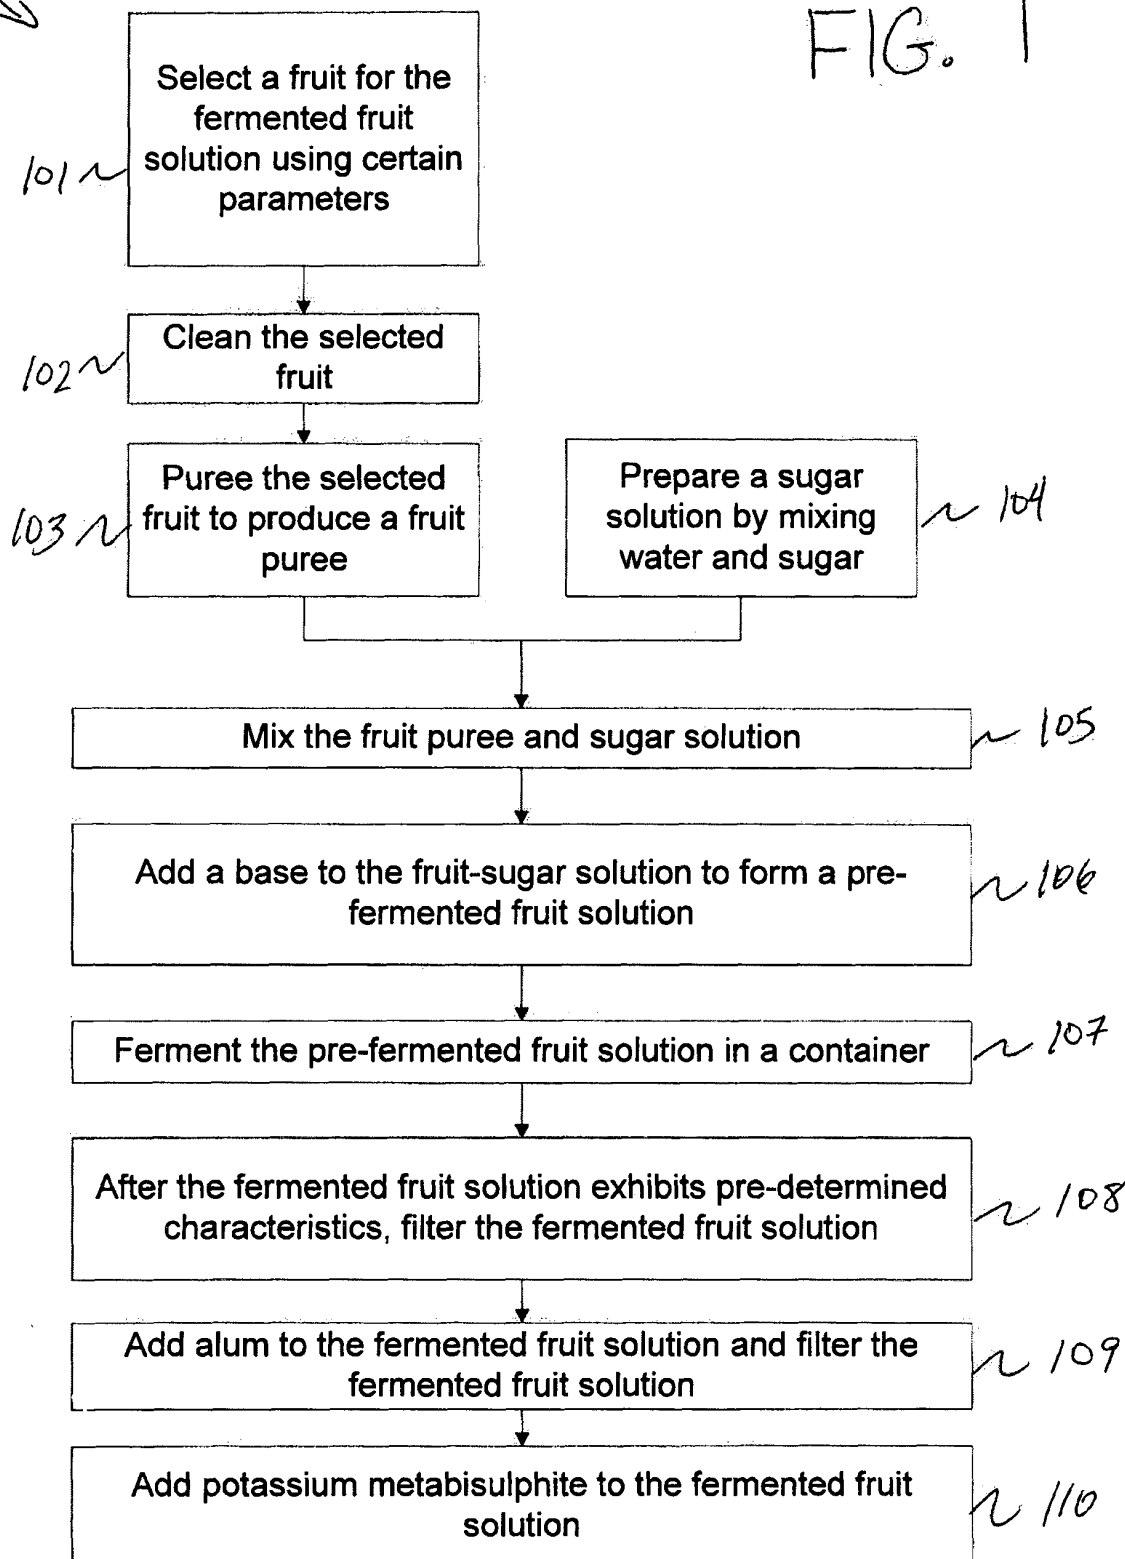 FIG. 1
Select a fruit for the
fermented fruit
solution using certain
parameters
101
Clean the selected
fruit
102
Puree the selected
fruit to produce a fruit
puree
103
Prepare a sugar
solution by mixing
water and sugar
104
Mix the fruit puree and sugar solution
105
Add a base to the fruit-sugar solution to form a pre-
fermented fruit solution
106
Ferment the pre-fermented fruit solution in a container
107
After the fermented fruit solution exhibits pre-determined
characteristics, filter the fermented fruit solution
108
Add alum to the fermented fruit solution and filter the
fermented fruit solution
109
Add potassium metabisulphite to the fermented fruit
solution
110